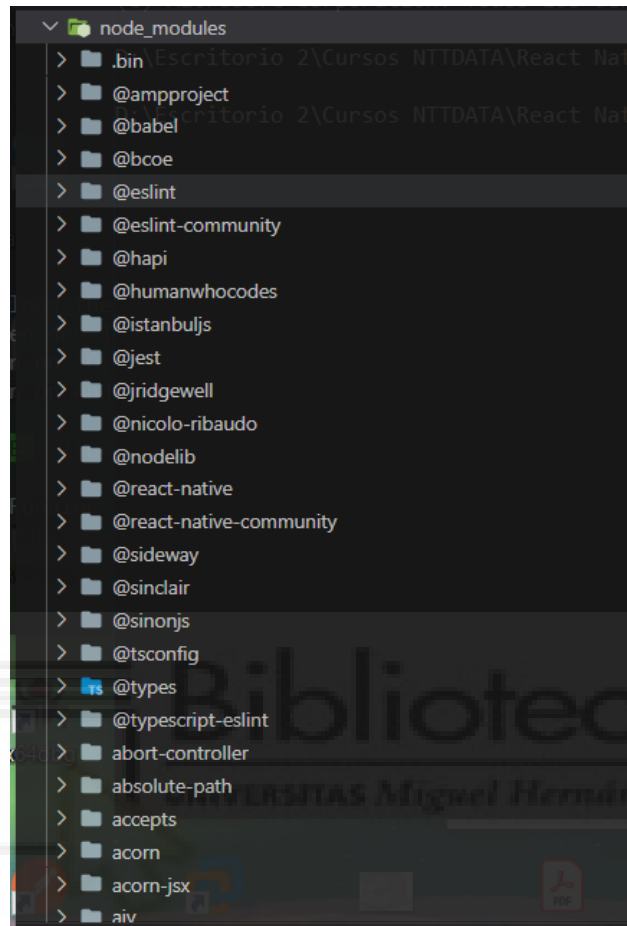 node_modules
.bin
D:\Escritorio 2\Cursos NTTDATA\React Nat
@ampproject
D:\Escritorio 2\Cursos NTTDATA\React Nat
@babel
@bcoe
@eslint
@eslint-community
@hapi
@humanwhocodes
@istanbuljs
@jest
@jridgewell
@nicolo-ribaudo
@nodelib
@react-native
@react-native-community
@sideway
@sinclair
@sinonjs
@tsconfig
TS @types
@typescript-eslint
Bibliotec
abort-controller
absolute-path
UNIVERSITAS Miguel Hernán
accepts
acorn
acorn-jsx
PDF
ajv